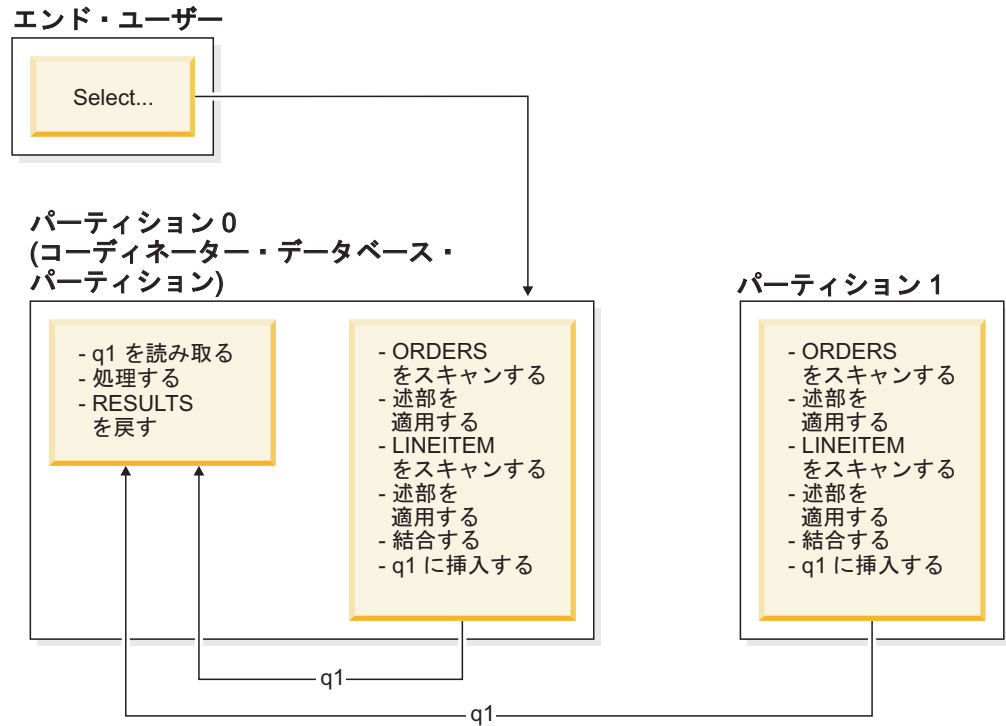 エンド・ユーザー
Select...
パーティション 0
(コーディネーター・データベース・
パーティション)
- q1 を読み取る
- 処理する
- RESULTS
を戻す
- ORDERS
をスキャンする
- 述部を
適用する
- LINEITEM
をスキャンする
- 述部を
適用する
- 結合する
- q1 に挿入する
パーティション 1
- ORDERS
をスキャンする
- 述部を
適用する
- LINEITEM
をスキャンする
- 述部を
適用する
- 結合する
- q1 に挿入する
q1
q1